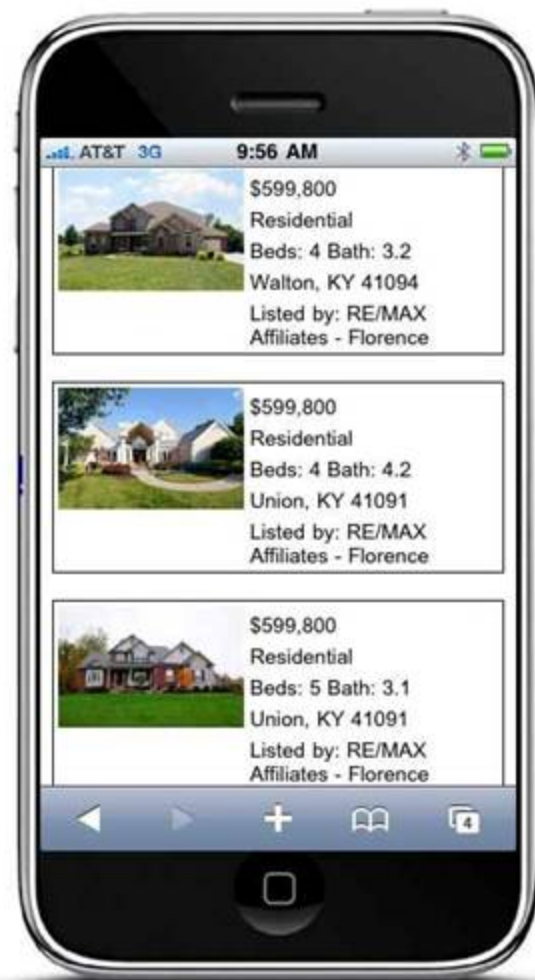 AT&T 3G 9:56 AM
$599,800
Residential
Beds: 4 Bath: 3.2
Walton, KY 41094
Listed by: RE/MAX
Affiliates - Florence
$599,800
Residential
Beds: 4 Bath: 4.2
Union, KY 41091
Listed by: RE/MAX
Affiliates - Florence
$599,800
Residential
Beds: 5 Bath: 3.1
Union, KY 41091
Listed by: RE/MAX
Affiliates - Florence
4